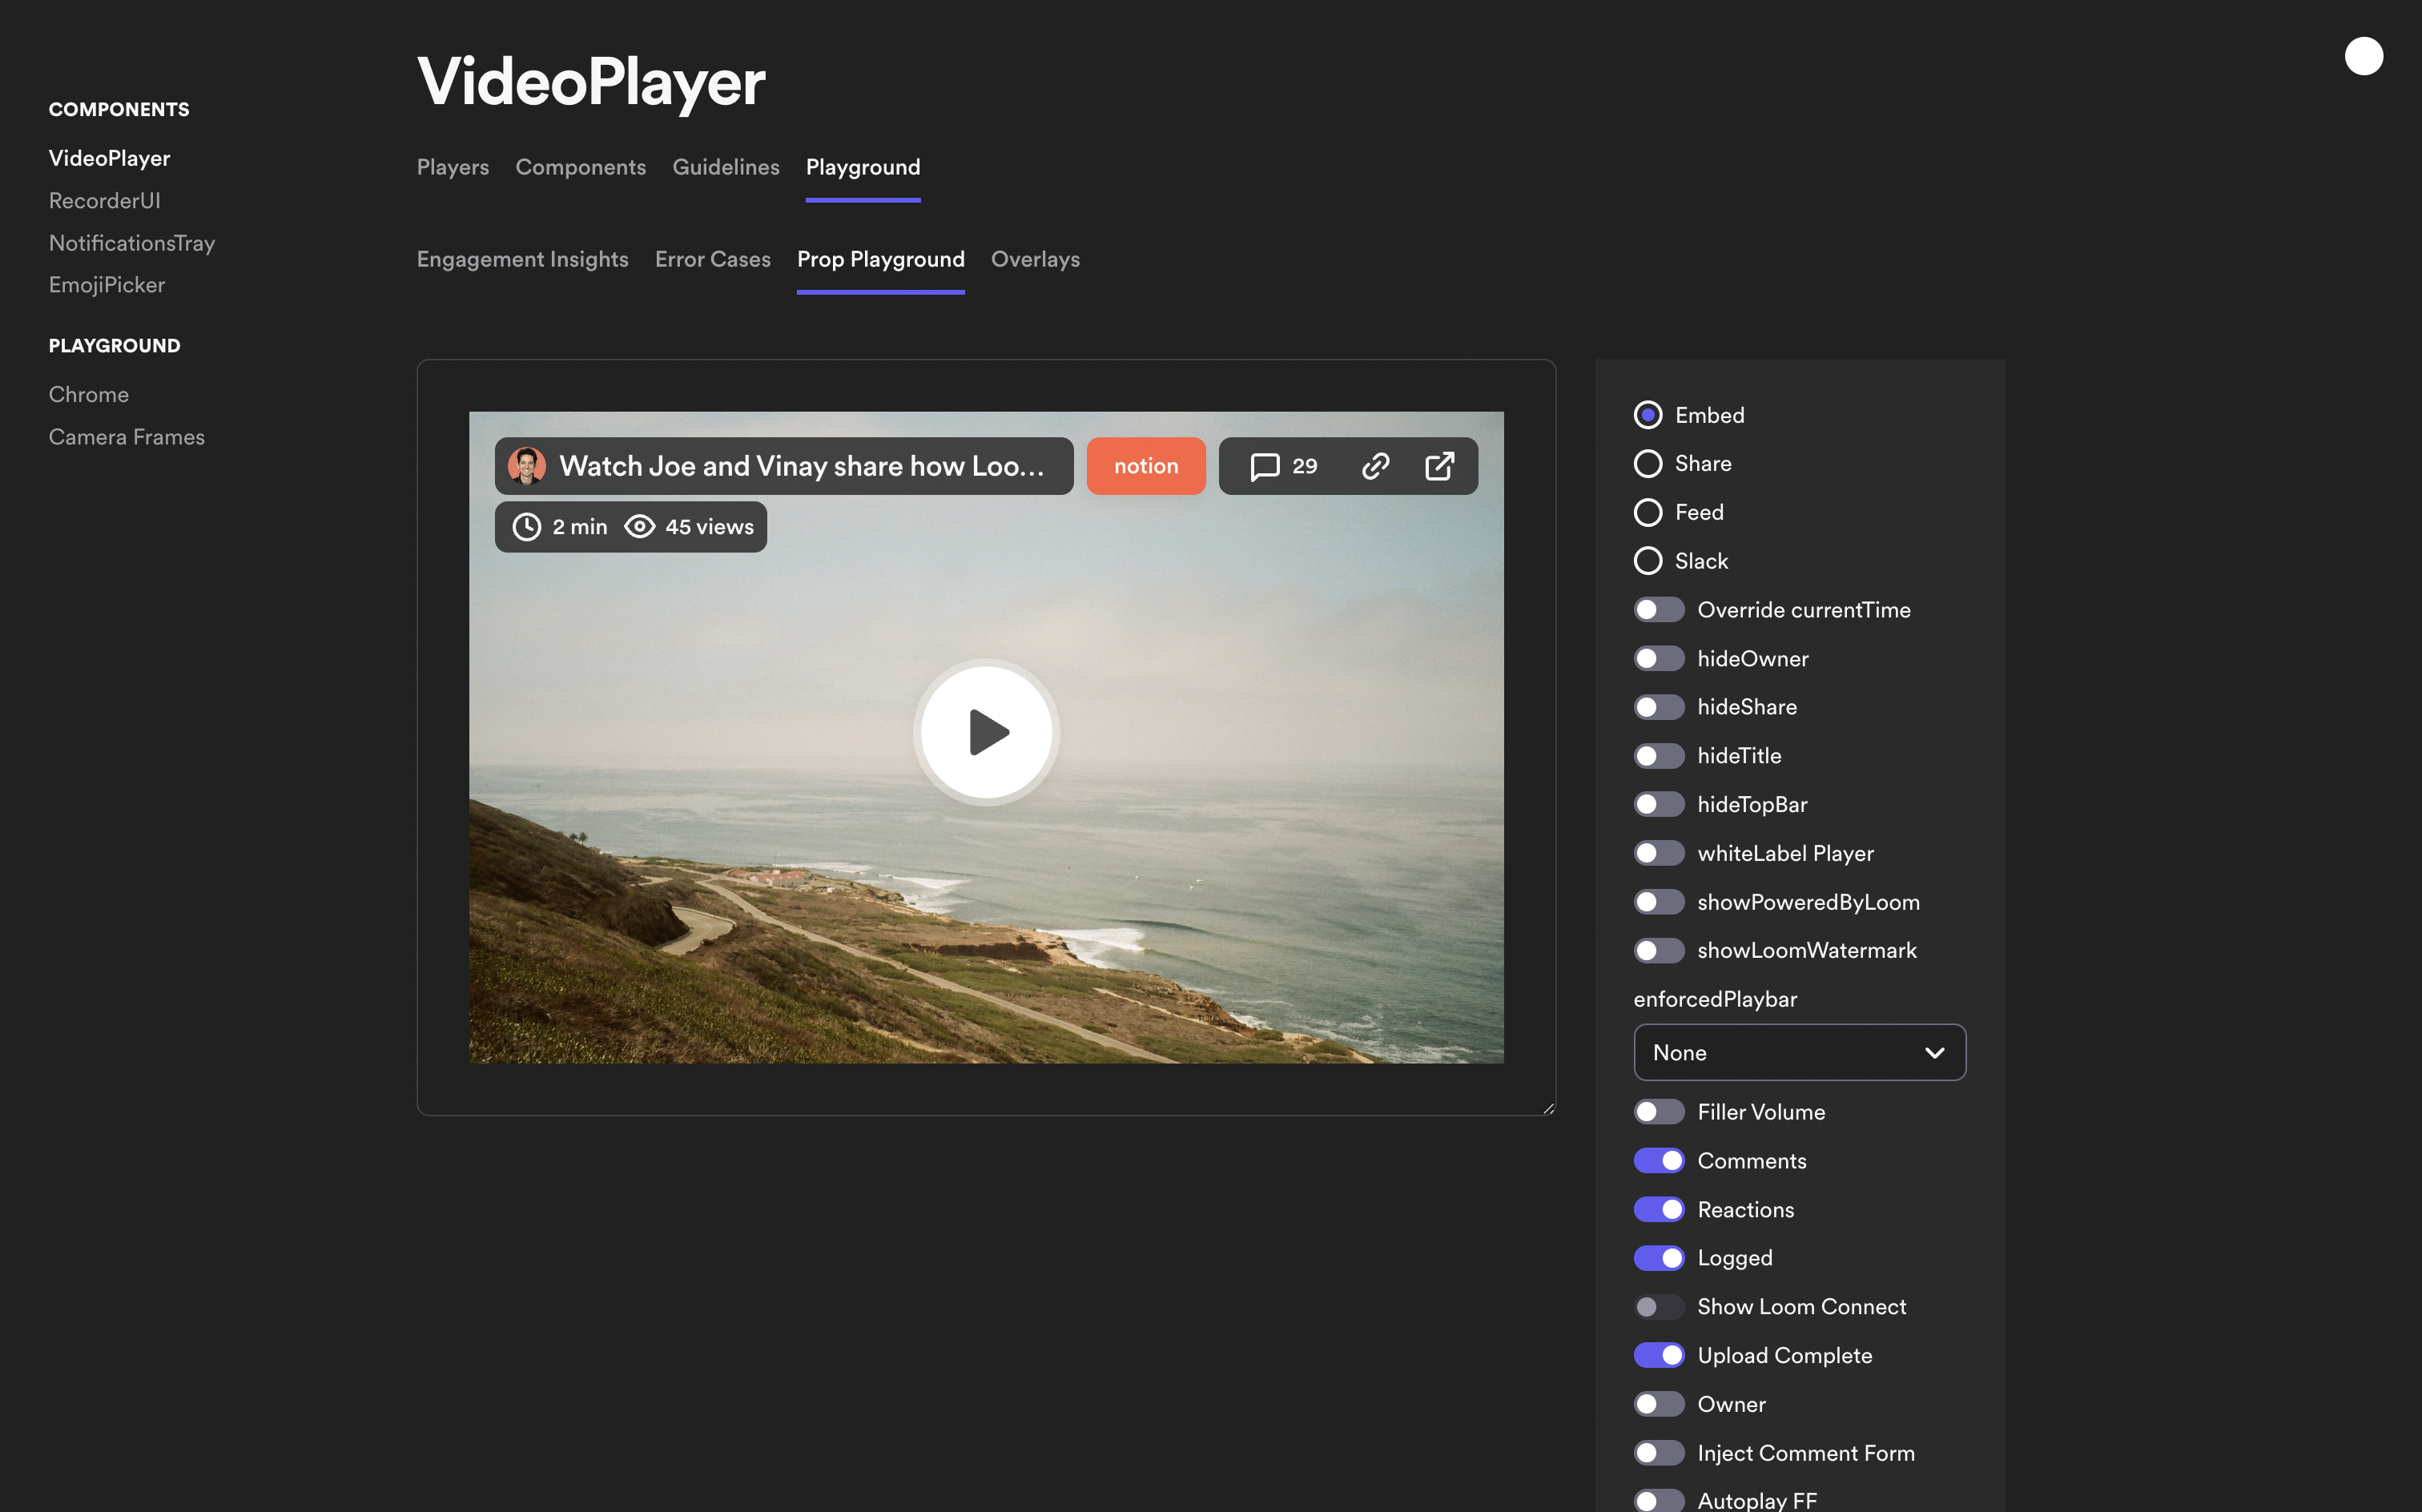 VideoPlayer
COMPONENTS
VideoPlayer
RecorderUI
NotificationsTray
EmojiPicker
PLAYGROUND
Chrome
Camera Frames
Players Components Guidelines Playground
Engagement Insights Error Cases Prop Playground Overlays
Watch Joe and Vinay share how Loo...
notion
29
2 min 45 views
Embed
Share
Feed
Slack
Override currentTime
hideOwner
hideShare
hideTitle
hideTopBar
whiteLabel Player
showPoweredByLoom
showLoomWatermark
enforcedPlaybar
None
Filler Volume
Comments
Reactions
Logged
Show Loom Connect
Upload Complete
Owner
Inject Comment Form
Autoplay FF